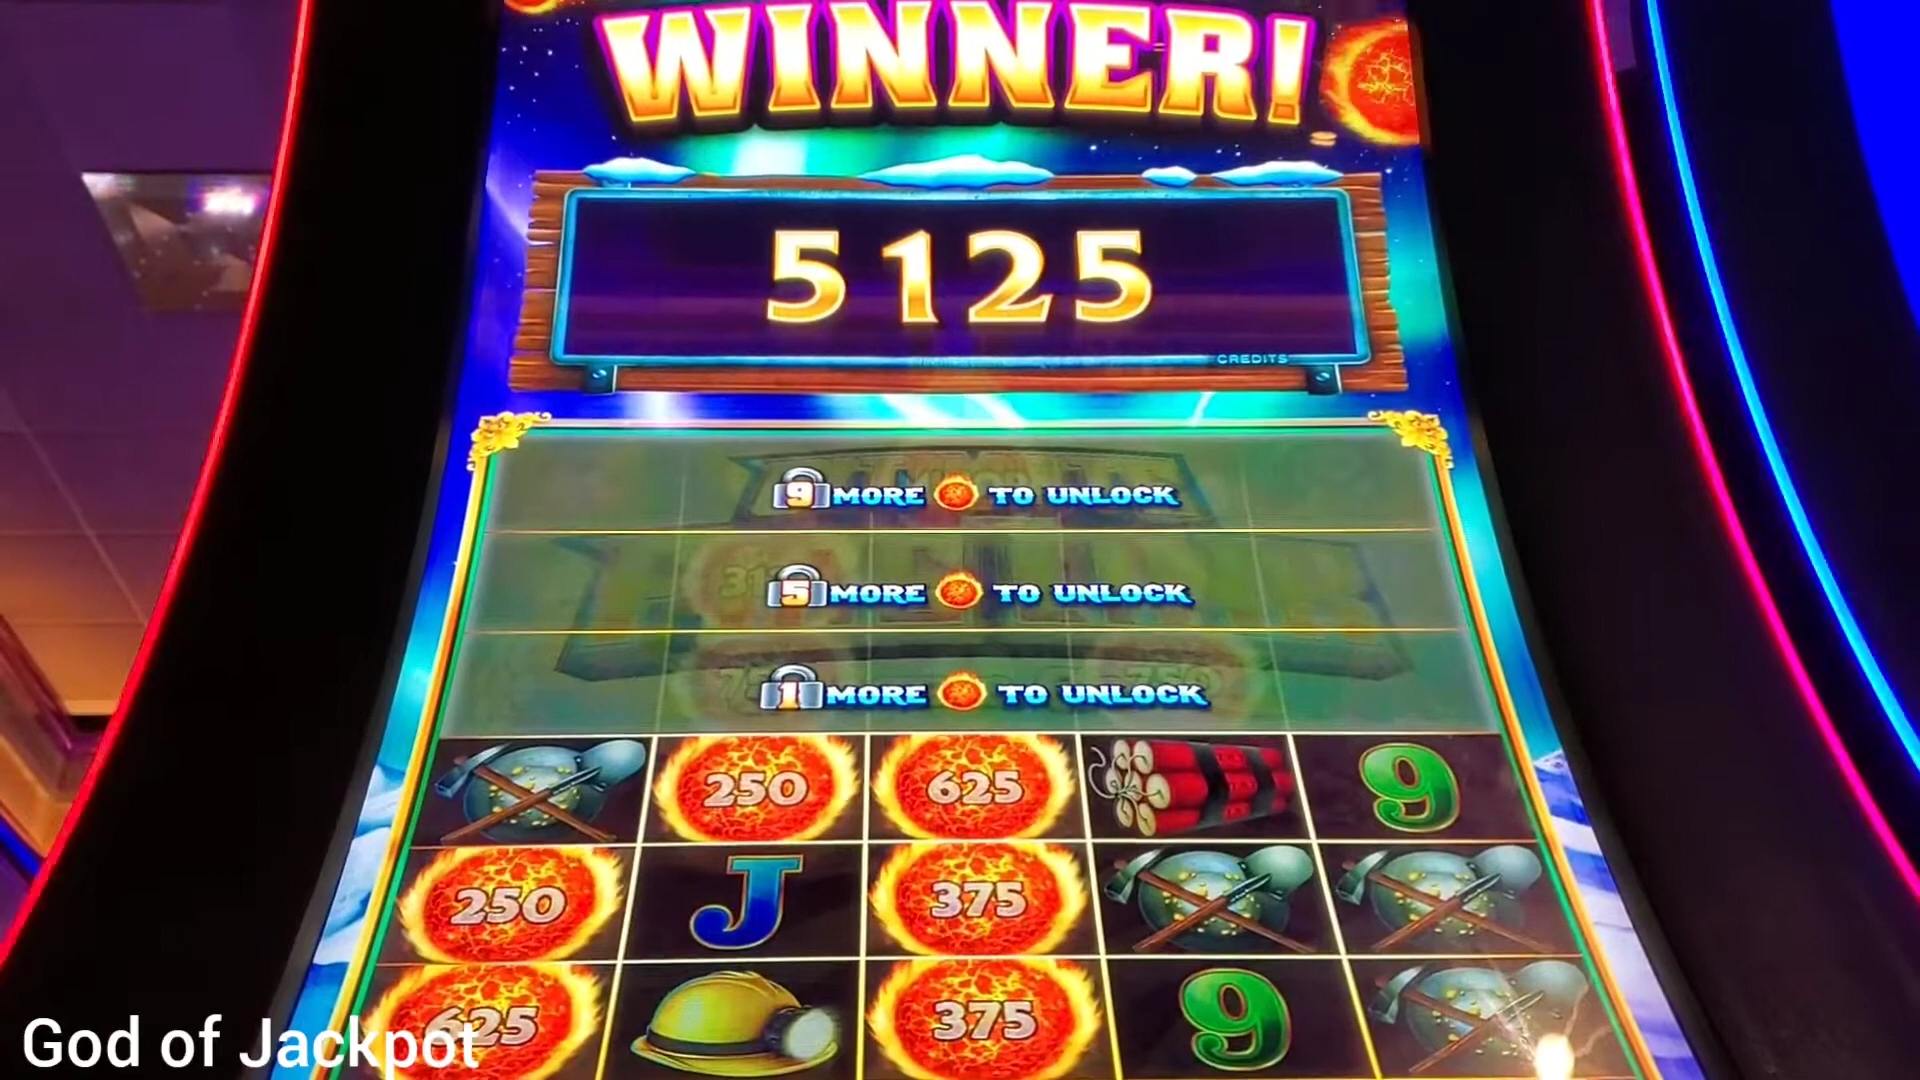 WINNER!
5125
CREDITS
9 MORE TO UNLOCK
5 MORE TO UNLOCK
1 MORE TO UNLOCK
250 625 9
250 J 375
625 375 9
God of Jackpot